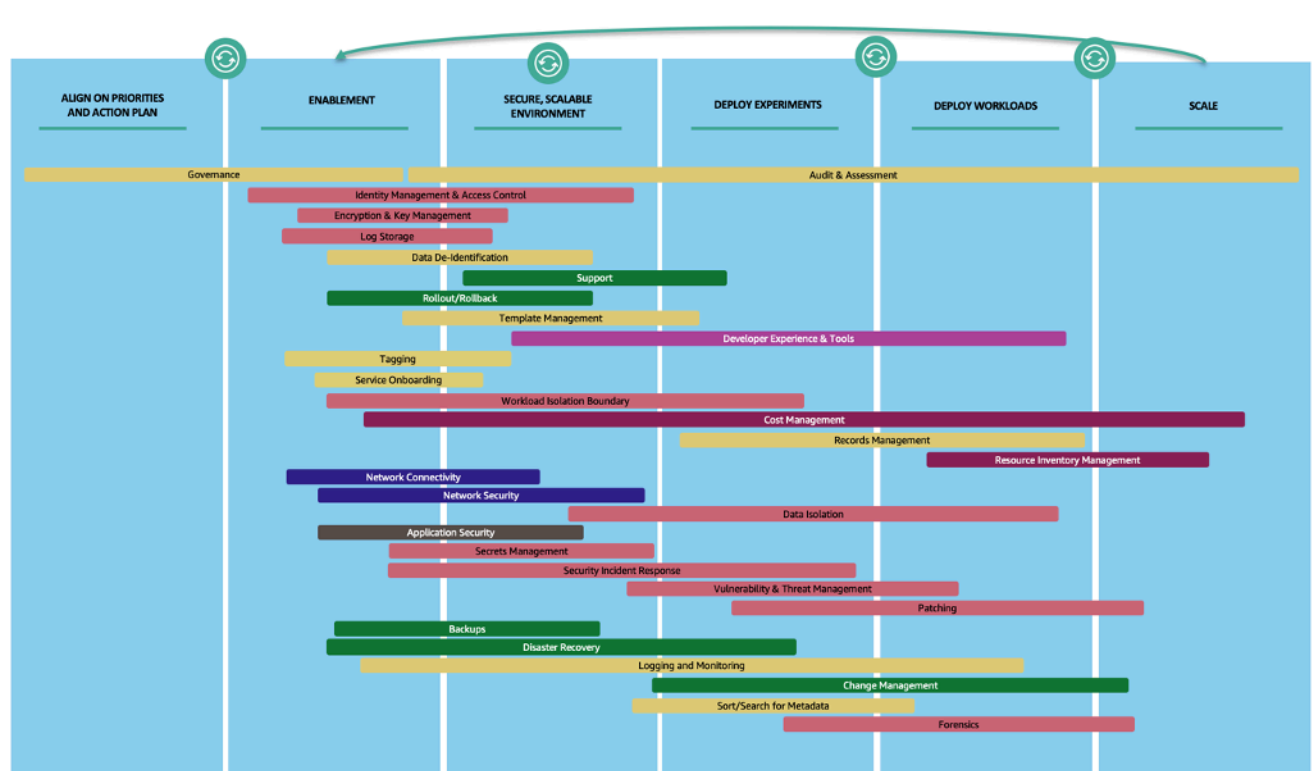 ALIGN ON PRIORITIES
AND ACTION PLAN
ENABLEMENT
SECURE, SCALABLE
ENVIRONMENT
DEPLOY EXPERIMENTS
DEPLOY WORKLOADS
SCALE
Governance
Audit & Assessment
Identity Management & Access Control
Encryption & Key Management
Log Storage
Data De-Identification
Support
Rollout/Rollback
Template Management
Developer Experience & Tools
Tagging
Service Onboarding
Workload Isolation Boundary
Cost Management
Records Management
Resource Inventory Management
Network Connectivity
Network Security
Data Isolation
Application Security
Secrets Management
Security Incident Response
Vulnerability & Threat Management
Patching
Backups
Disaster Recovery
Logging and Monitoring
Change Management
Sort/Search for Metadata
Forensics